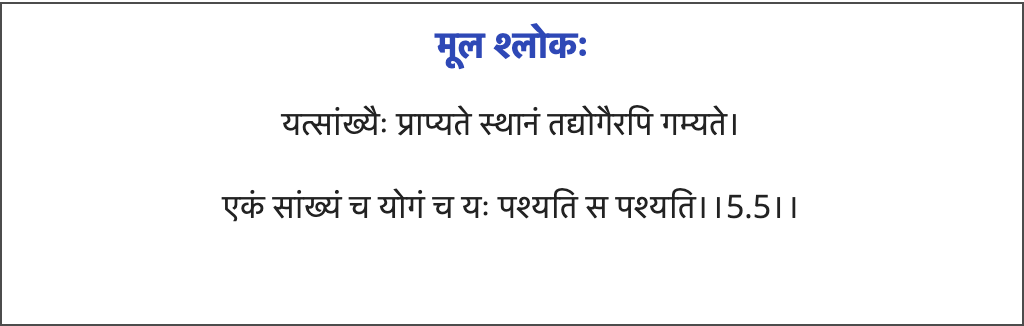 मूल श्लोकः
यत्सांख्यैः प्राप्यते स्थानं तद्योगैरपि गम्यते।
एकं सांख्यं च योगं च यः पश्यति स पश्यति।।5.5।।